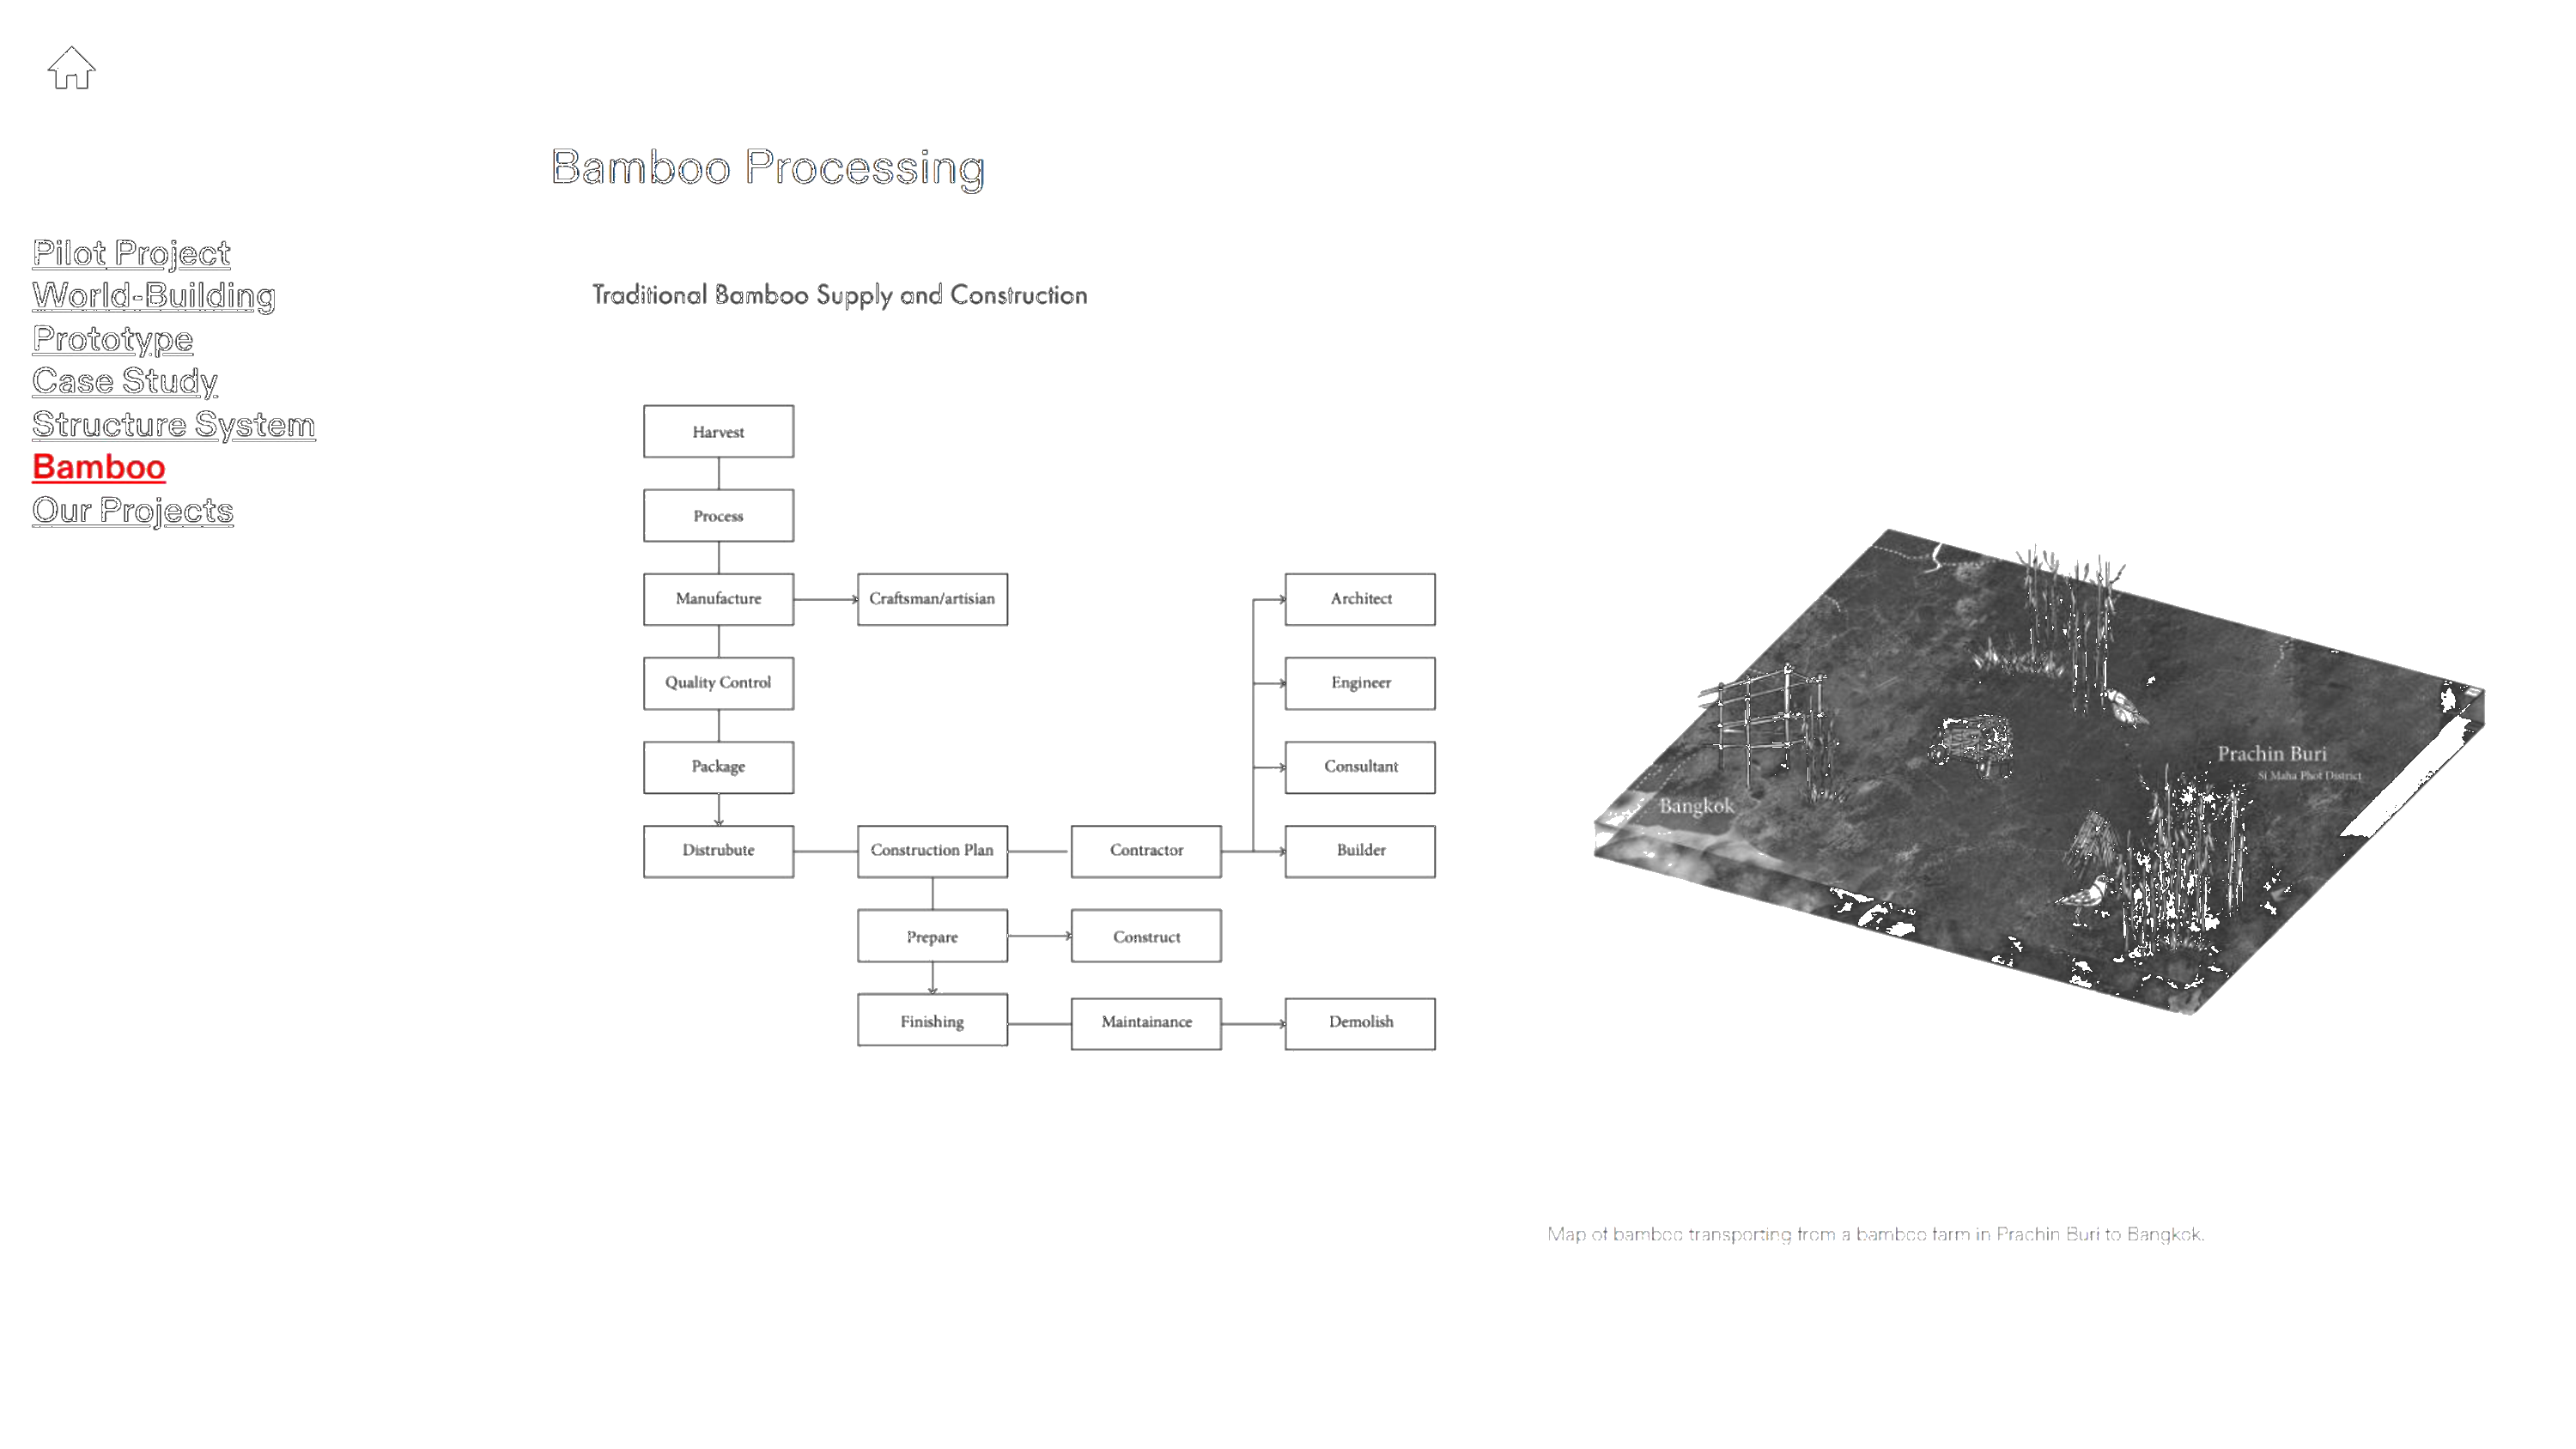 Bamboo Processing
Pilot Project
World-Building
Prototype
Case Study
Structure System
Bamboo
Our Projects
Traditional Bamboo Supply and Construction
Harvest
Process
Manufacture
Craftsman/artisian
Architect
Quality Control
Engineer
Package
Consultant
Distrubute
Construction Plan
Contractor
Builder
Prepare
Construct
Finishing
Maintainance
Demolish
Prachin Buri
Si Maha Phot District
Bangkok
Map of bamboo transporting from a bamboo farm in Prachin Buri to Bangkok.